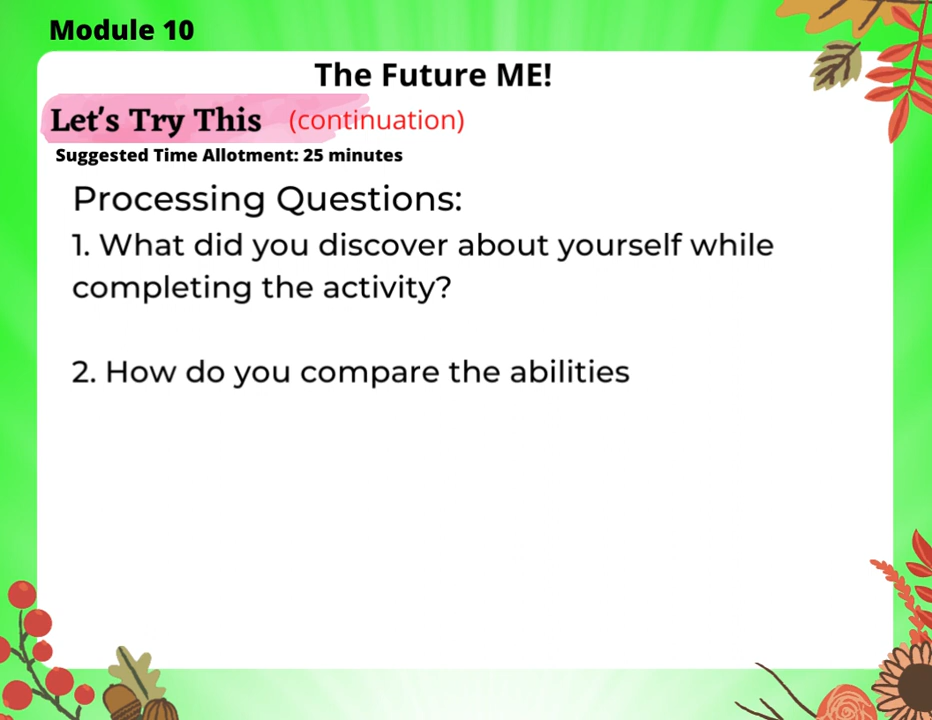 Module 10
The Future ME!
Let's Try This (continuation)
Suggested Time Allotment: 25 minutes
Processing Questions:
1. What did you discover about yourself while
completing the activity?
2. How do you compare the abilities